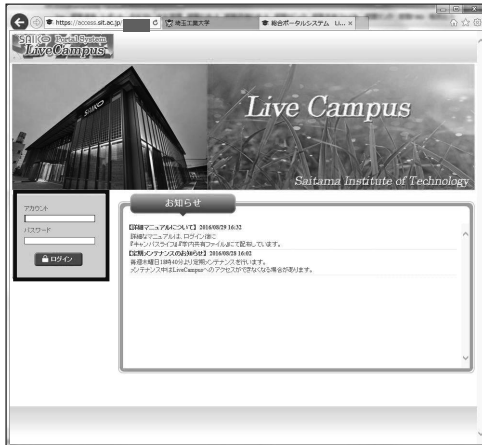 https://access.sit.ac.jp/
埼玉工業大学
総合ポータルシステム Li...
SAIKO Portal System
LiveCampus
SAIKO
Live Campus
Saitama Institute of Technology
アカウント
パスワード
ログイン
お知らせ
【詳細マニュアルについて】 2016/08/29 16:32
詳細なマニュアルは、ログイン後に
『キャンパスライフ』『学内共有ファイル』にて配布しています。
【定期メンテナンスのお知らせ】 2016/08/28 16:02
毎週木曜日18時40分より定期メンテナンスを行います。
メンテナンス中はLiveCampusへのアクセスができなくなる場合があります。